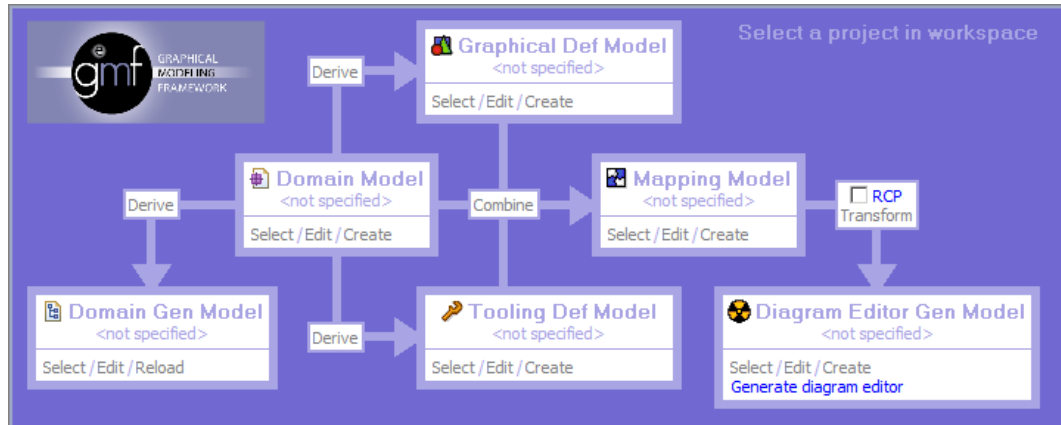 e
gmf
GRAPHICAL
MODELING
FRAMEWORK
Select a project in workspace
Derive
Graphical Def Model
<not specified>
Select / Edit / Create
Derive
Domain Model
<not specified>
Select / Edit / Create
Combine
Mapping Model
<not specified>
Select / Edit / Create
RCP
Transform
Domain Gen Model
<not specified>
Select / Edit / Reload
Derive
Tooling Def Model
<not specified>
Select / Edit / Create
Diagram Editor Gen Model
<not specified>
Select / Edit / Create
Generate diagram editor